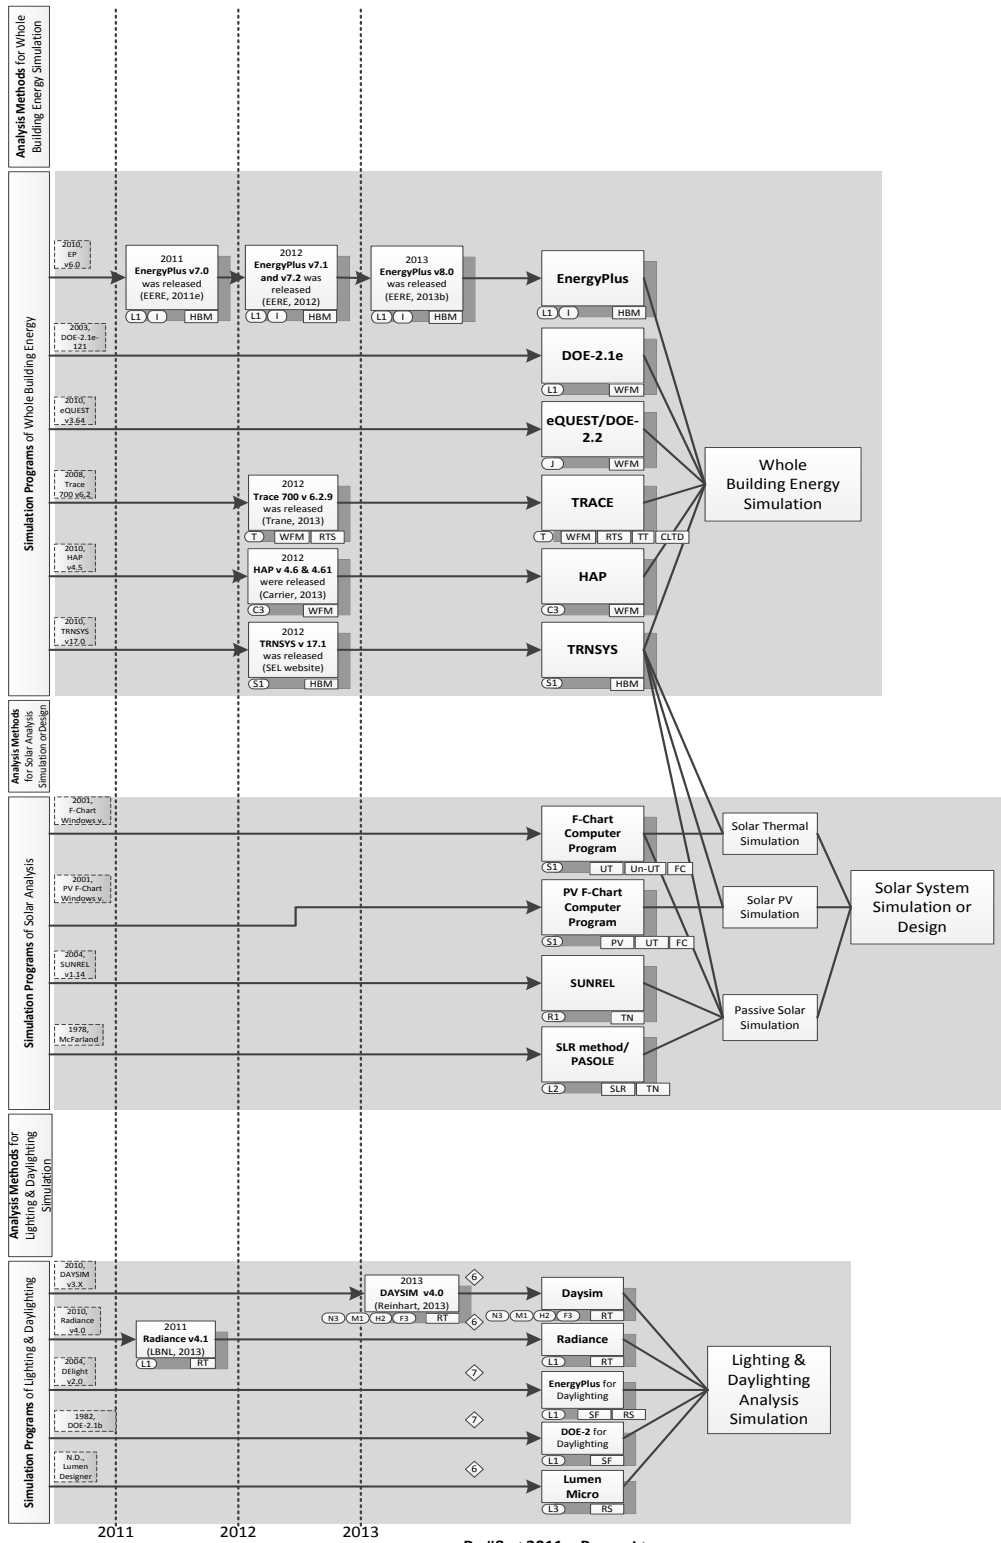 Analysis Methods for Whole
Building Energy Simulation
Simulation Programs of Whole Building Energy
2010,
EP
v6.0
2011
EnergyPlus v7.0
was released
(EERE, 2011e)
L1 I HBM
2012
EnergyPlus v7.1
and v7.2 was
released
(EERE, 2012)
L1 I HBM
2013
EnergyPlus v8.0
was released
(EERE, 2013b)
L1 I HBM
EnergyPlus
L1 I HBM
2003,
DOE-2.1e-
121
DOE-2.1e
L1 WFM
2010,
eQUEST
v3.64
eQUEST/DOE-
2.2
J WFM
2008,
Trace
700 v6.2
2012
Trace 700 v 6.2.9
was released
(Trane, 2013)
T WFM RTS
TRACE
T WFM RTS TT CLTD
2010,
HAP
v4.5
2012
HAP v 4.6 & 4.61
were released
(Carrier, 2013)
C3 WFM
HAP
C3 WFM
2010,
TRNSYS
v17.0
2012
TRNSYS v 17.1
was released
(SEL website)
S1 HBM
TRNSYS
S1 HBM
Whole
Building Energy
Simulation
Analysis Methods
for Solar Analysis
Simulation orDesign
Simulation Programs of Solar Analysis
2001,
F-Chart
Windows v.
F-Chart
Computer
Program
S1 UT Un-UT FC
2001,
PV F-Chart
Windows v.
PV F-Chart
Computer
Program
S1 PV UT FC
2004,
SUNREL
v1.14
SUNREL
R1 TN
1978,
McFarland
SLR method/
PASOLE
L2 SLR TN
Solar Thermal
Simulation
Solar PV
Simulation
Passive Solar
Simulation
Solar System
Simulation or
Design
Analysis Methods for
Lighting & Daylighting
Simulation
Simulation Programs of Lighting & Daylighting
2010,
DAYSIM
v3.X
2013
DAYSIM v4.0
(Reinhart, 2013)
N3 M1 H2 F3 RT
6
Daysim
N3 M1 H2 F3 RT
2010,
Radiance
v4.0
2011
Radiance v4.1
(LBNL, 2013)
L1 RT
6
Radiance
L1 RT
2004,
DElight
v2.0
7
EnergyPlus for
Daylighting
L1 SF RS
1982,
DOE-2.1b
7
DOE-2 for
Daylighting
L1 SF
N.D.,
Lumen
Designer
6
Lumen
Micro
L3 RS
Lighting &
Daylighting
Analysis
Simulation
2011 2012 2013